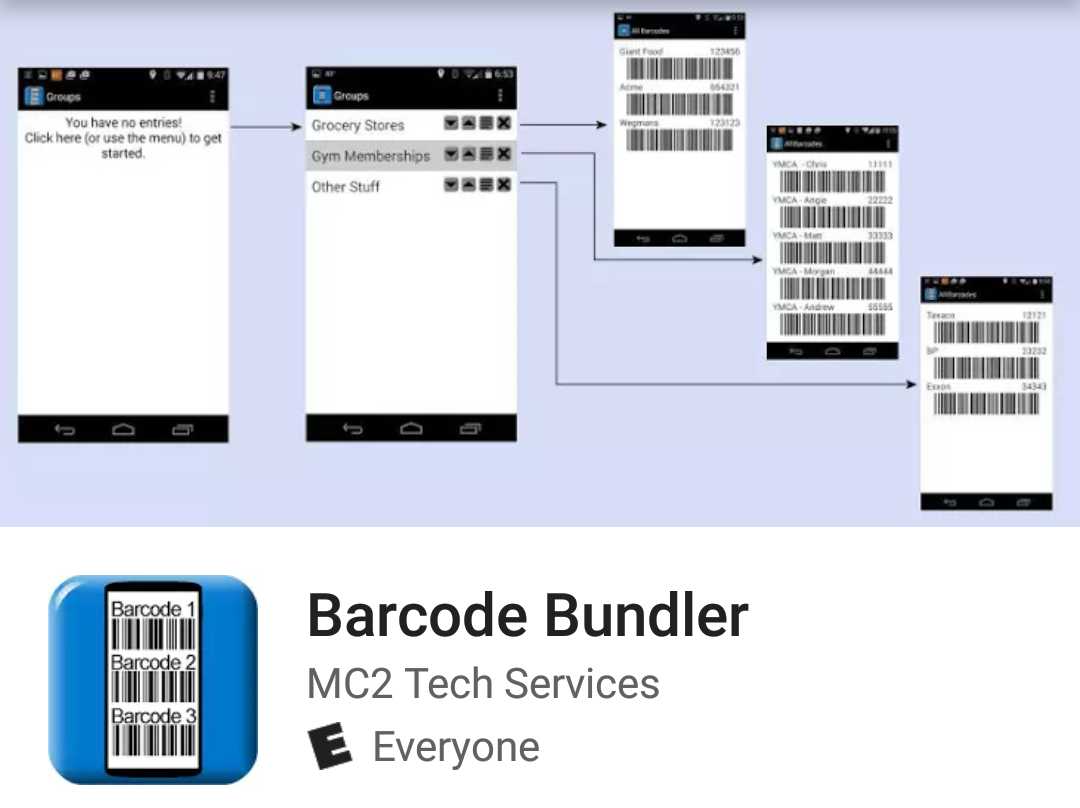 9:47
Groups
You have no entries!
Click here (or use the menu) to get
started.
6:53
Groups
Grocery Stores
Gym Memberships
Other Stuff
All Barcodes
Giant Food 123456
Acme 654321
Wegmans 123123
AllBarcodes
YMCA - Chris 11111
YMCA - Angie 22222
YMCA - Matt 33333
YMCA - Morgan 44444
YMCA - Andrew 55555
AllBarcodes
Texaco 12121
BP 23232
Exxon 34343
Barcode 1
Barcode 2
Barcode 3
Barcode Bundler
MC2 Tech Services
E Everyone